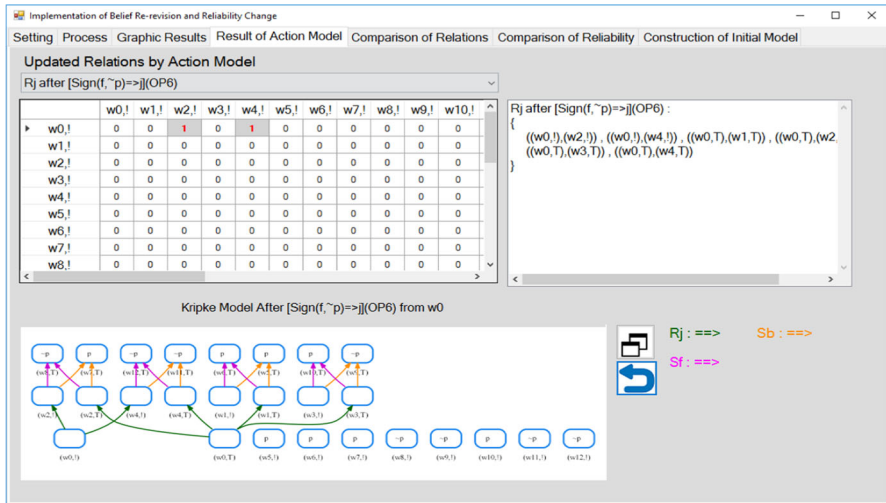 Implementation of Belief Re-revision and Reliability Change
Setting Process Graphic Results Result of Action Model Comparison of Relations Comparison of Reliability Construction of Initial Model
Updated Relations by Action Model
Rj after [Sign(f,~p)=>j](OP6)
w0,! w1,! w2,! w3,! w4,! w5,! w6,! w7,! w8,! w9,! w10,!
w0,! 0 0 1 0 1 0 0 0 0 0 0
w1,! 0 0 0 0 0 0 0 0 0 0 0
w2,! 0 0 0 0 0 0 0 0 0 0 0
w3,! 0 0 0 0 0 0 0 0 0 0 0
w4,! 0 0 0 0 0 0 0 0 0 0 0
w5,! 0 0 0 0 0 0 0 0 0 0 0
w6,! 0 0 0 0 0 0 0 0 0 0 0
w7,! 0 0 0 0 0 0 0 0 0 0 0
w8,! 0 0 0 0 0 0 0 0 0 0 0
Rj after [Sign(f,~p)=>j](OP6) :
{
((w0,!),(w2,!)) , ((w0,!),(w4,!)) , ((w0,T),(w1,T)) , ((w0,T),(w2,
((w0,T),(w3,T)) , ((w0,T),(w4,T))
}
Kripke Model After [Sign(f,~p)=>j](OP6) from w0
~p p ~p ~p p p p ~p
(w2,!) (w2,T) (w4,!) (w4,T) (w1,!) (w1,T) (w3,!) (w3,T)
p p p ~p ~p p ~p ~p
(w0,!) (w0,T) (w5,!) (w6,!) (w7,!) (w8,!) (w9,!) (w10,!) (w11,!) (w12,!)
Rj : ==> Sb : ==>
Sf : ==>